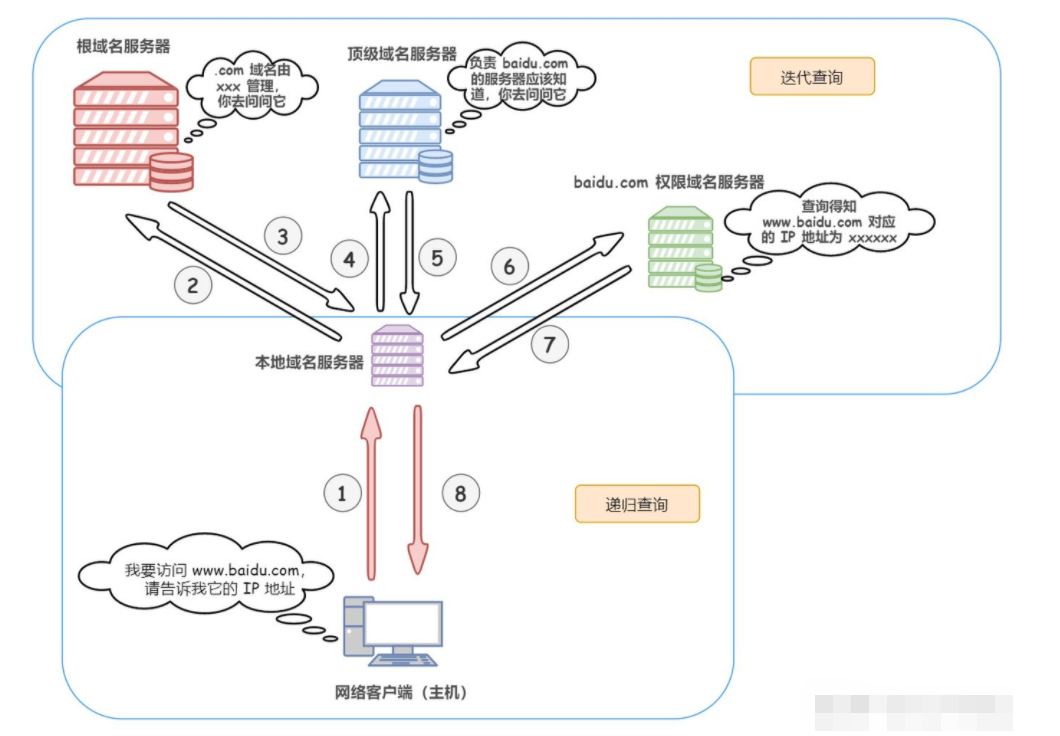 根域名服务器
.com 域名由
xxx 管理，
你去问问它
顶级域名服务器
负责 baidu.com
的服务器应该知
道，你去问问它
迭代查询
baidu.com 权限域名服务器
查询得知
www.baidu.com 对应
的 IP 地址为 xxxxxx
3
2
4
5
6
7
本地域名服务器
1
8
递归查询
我要访问 www.baidu.com，
请告诉我它的 IP 地址
网络客户端（主机）